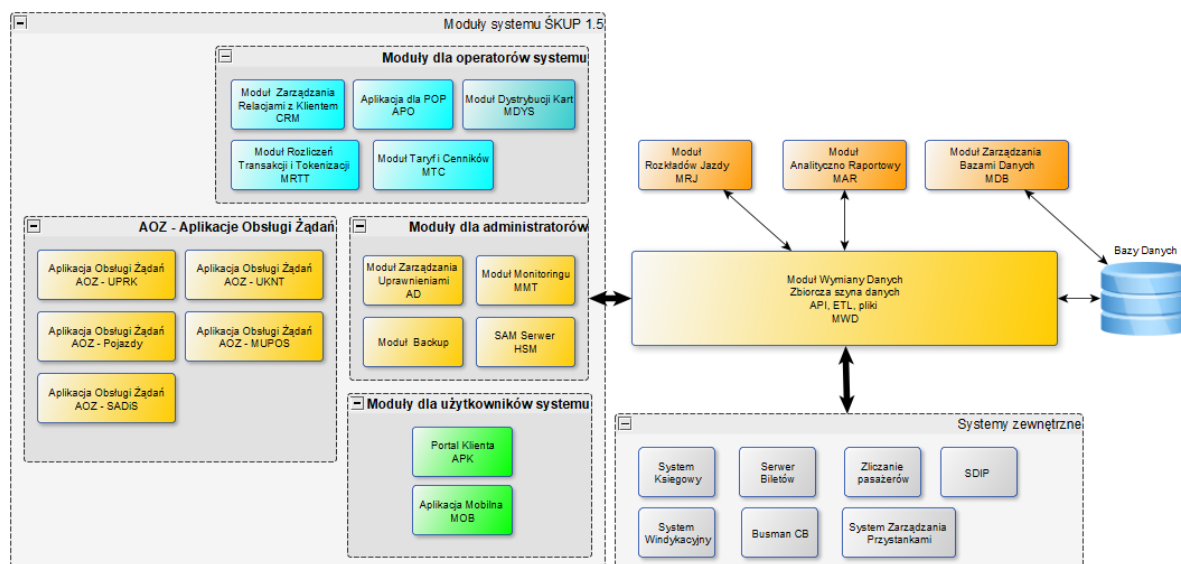 Moduły systemu ŚKUP 1.5
Moduły dla operatorów systemu
Moduł Zarządzania
Relacjami z Klientem
CRM
Aplikacja dla POP
APO
Moduł Dystrybucji Kart
MDYS
Moduł Rozliczeń
Transakcji i Tokenizacji
MRTT
Moduł Taryf i Cenników
MTC
AOZ - Aplikacje Obsługi Żądań
Aplikacja Obsługi Żądań
AOZ - UPRK
Aplikacja Obsługi Żądań
AOZ - UKNT
Aplikacja Obsługi Żądań
AOZ - Pojazdy
Aplikacja Obsługi Żądań
AOZ - MUPOS
Aplikacja Obsługi Żądań
AOZ - SADiS
Moduły dla administratorów
Moduł Zarządzania
Uprawnieniami
AD
Moduł Monitoringu
MMT
Moduł Backup
SAM Serwer
HSM
Moduły dla użytkowników systemu
Portal Klienta
APK
Aplikacja Mobilna
MOB
Moduł
Rozkładów Jazdy
MRJ
Moduł
Analityczno Raportowy
MAR
Moduł Zarządzania
Bazami Danych
MDB
Moduł Wymiany Danych
Zbiorcza szyna danych
API, ETL, pliki
MWD
Bazy Danych
Systemy zewnętrzne
System
Ksiegowy
Serwer
Biletów
Zliczanie
pasażerów
SDIP
System
Windykacyjny
Busman CB
System Zarządzania
Przystankami